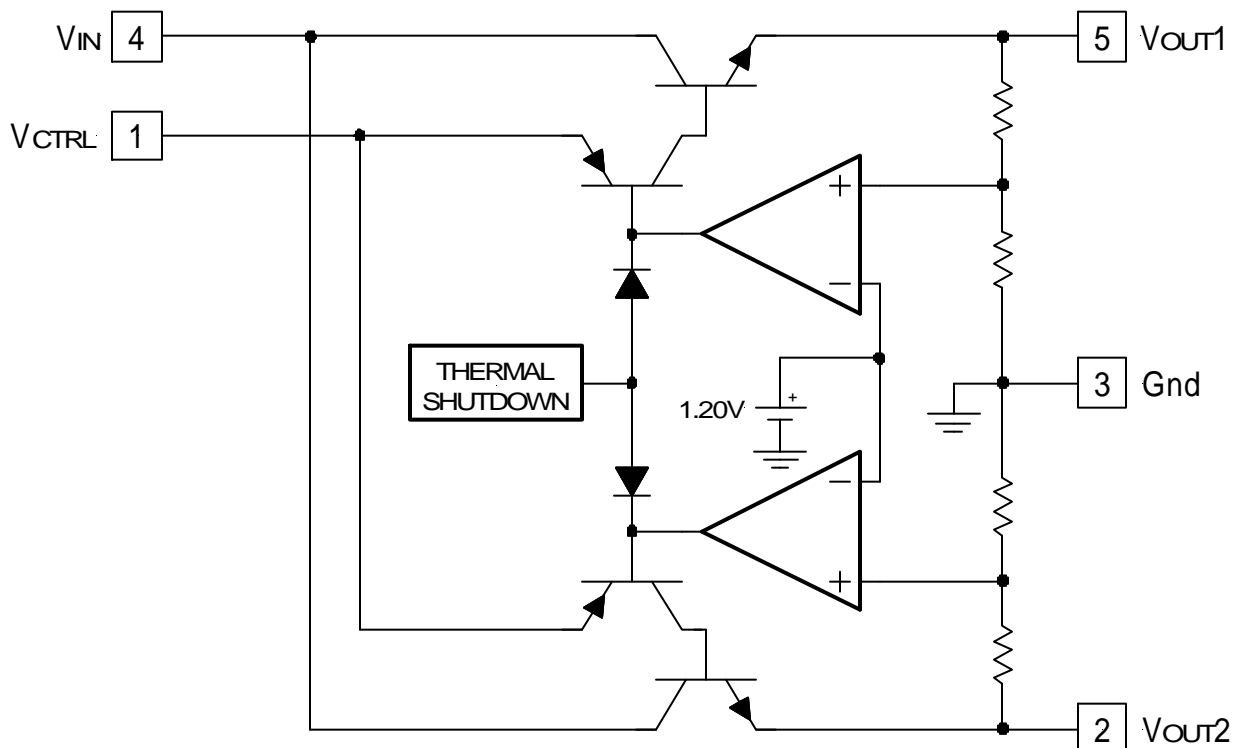 VIN 4
5 VOUT1
VCTRL 1
+
−
THERMAL
SHUTDOWN
3 Gnd
+
1.20V
−
+
2 VOUT2